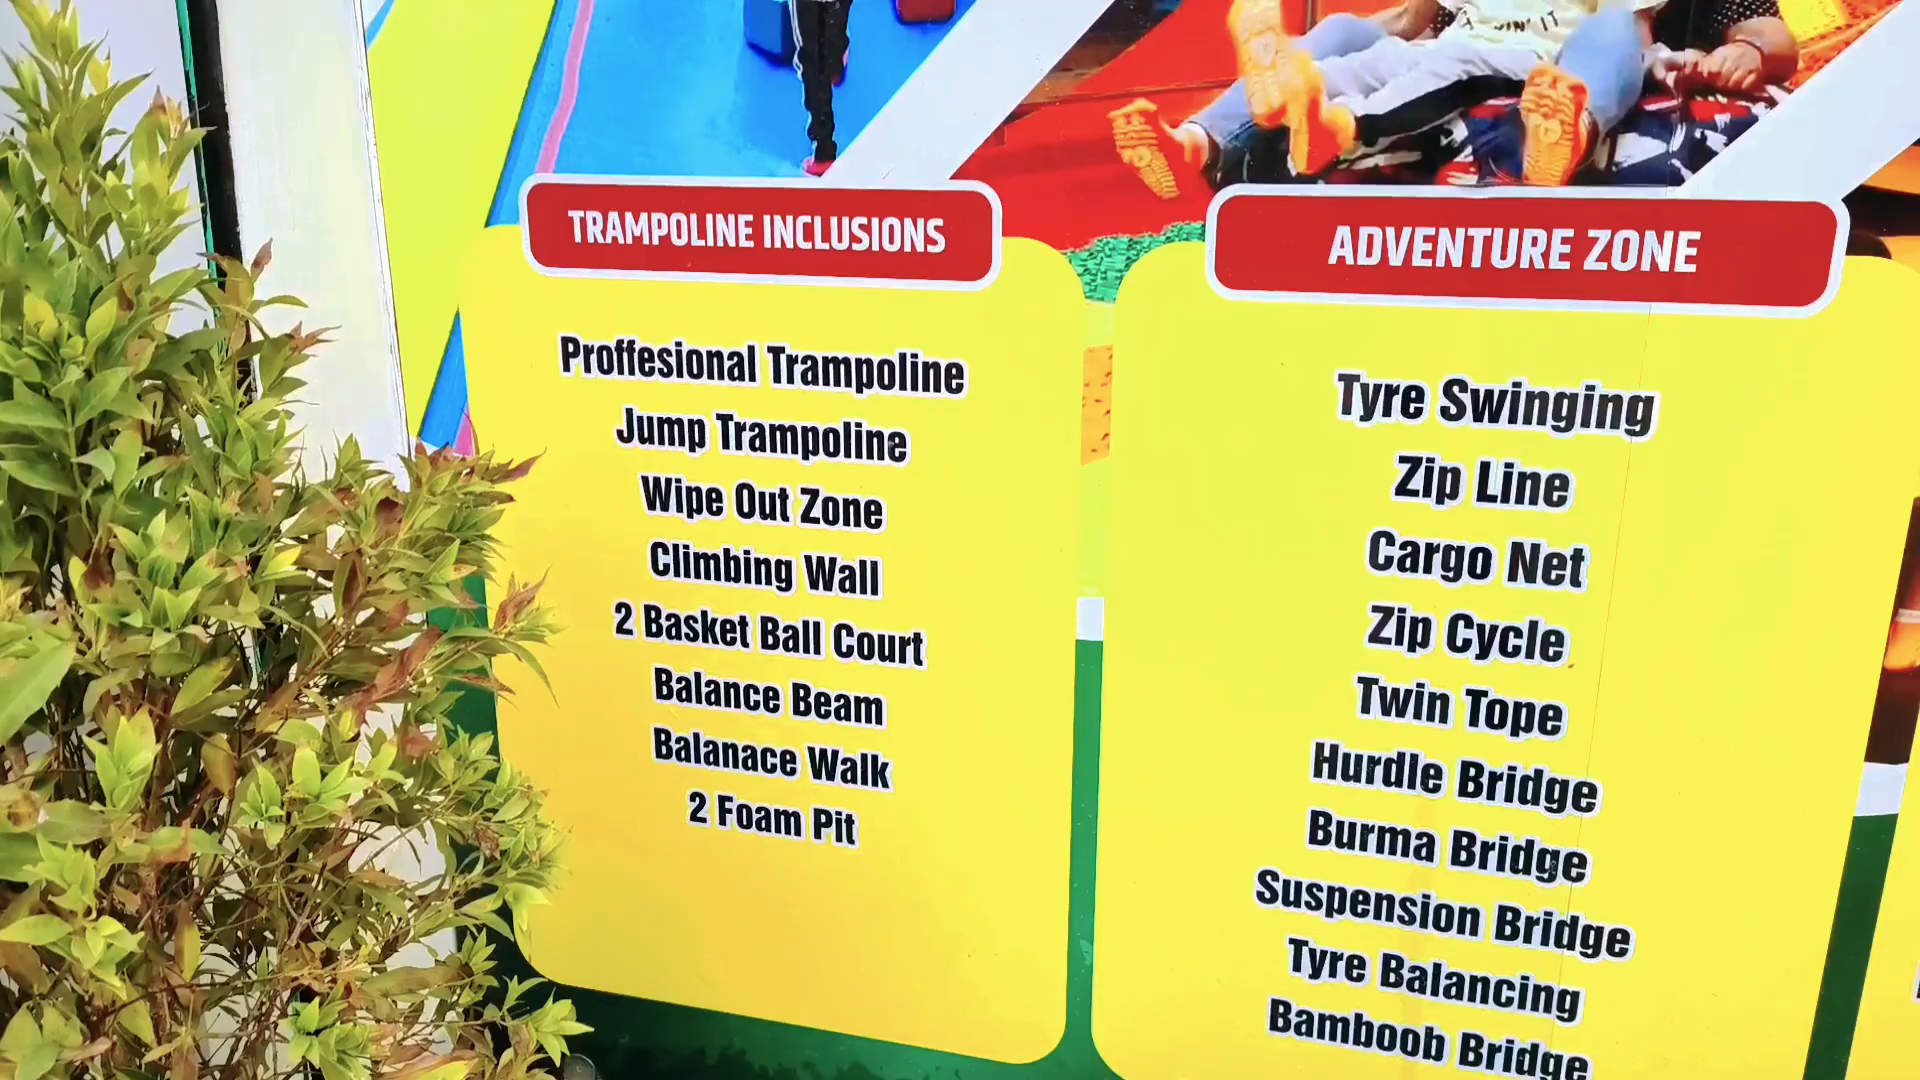 TRAMPOLINE INCLUSIONS
Proffesional Trampoline
Jump Trampoline
Wipe Out Zone
Climbing Wall
2 Basket Ball Court
Balance Beam
Balanace Walk
2 Foam Pit
ADVENTURE ZONE
Tyre Swinging
Zip Line
Cargo Net
Zip Cycle
Twin Tope
Hurdle Bridge
Burma Bridge
Suspension Bridge
Tyre Balancing
Bamboob Bridge